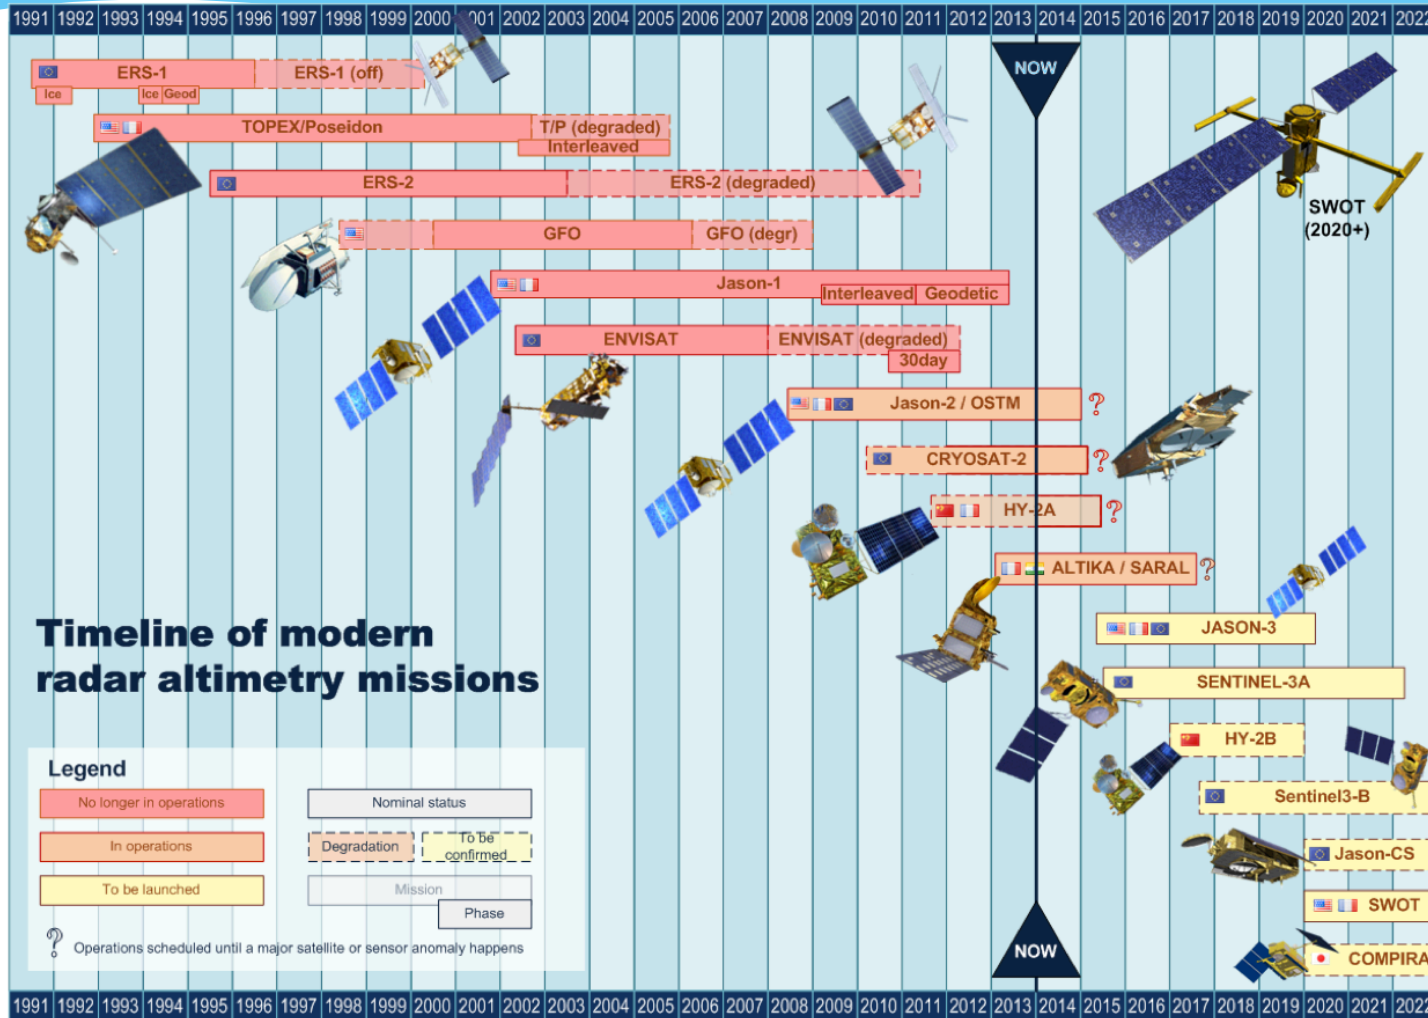 1991 1992 1993 1994 1995 1996 1997 1998 1999 2000 2001 2002 2003 2004 2005 2006 2007 2008 2009 2010 2011 2012 2013 2014 2015 2016 2017 2018 2019 2020 2021 2022
NOW
ERS-1 ERS-1 (off)
Ice Ice Geod
TOPEX/Poseidon T/P (degraded)
Interleaved
ERS-2 ERS-2 (degraded)
SWOT
(2020+)
GFO GFO (degr)
Jason-1
Interleaved Geodetic
ENVISAT ENVISAT (degraded)
30day
Jason-2 / OSTM ?
CRYOSAT-2 ?
HY-2A ?
ALTIKA / SARAL ?
Timeline of modern
radar altimetry missions
JASON-3
SENTINEL-3A
HY-2B
Sentinel3-B
Jason-CS
SWOT
COMPIRA
Legend
No longer in operations
In operations
To be launched
Nominal status
Degradation
To be
confirmed
Mission
Phase
? Operations scheduled until a major satellite or sensor anomaly happens
NOW
1991 1992 1993 1994 1995 1996 1997 1998 1999 2000 2001 2002 2003 2004 2005 2006 2007 2008 2009 2010 2011 2012 2013 2014 2015 2016 2017 2018 2019 2020 2021 2022